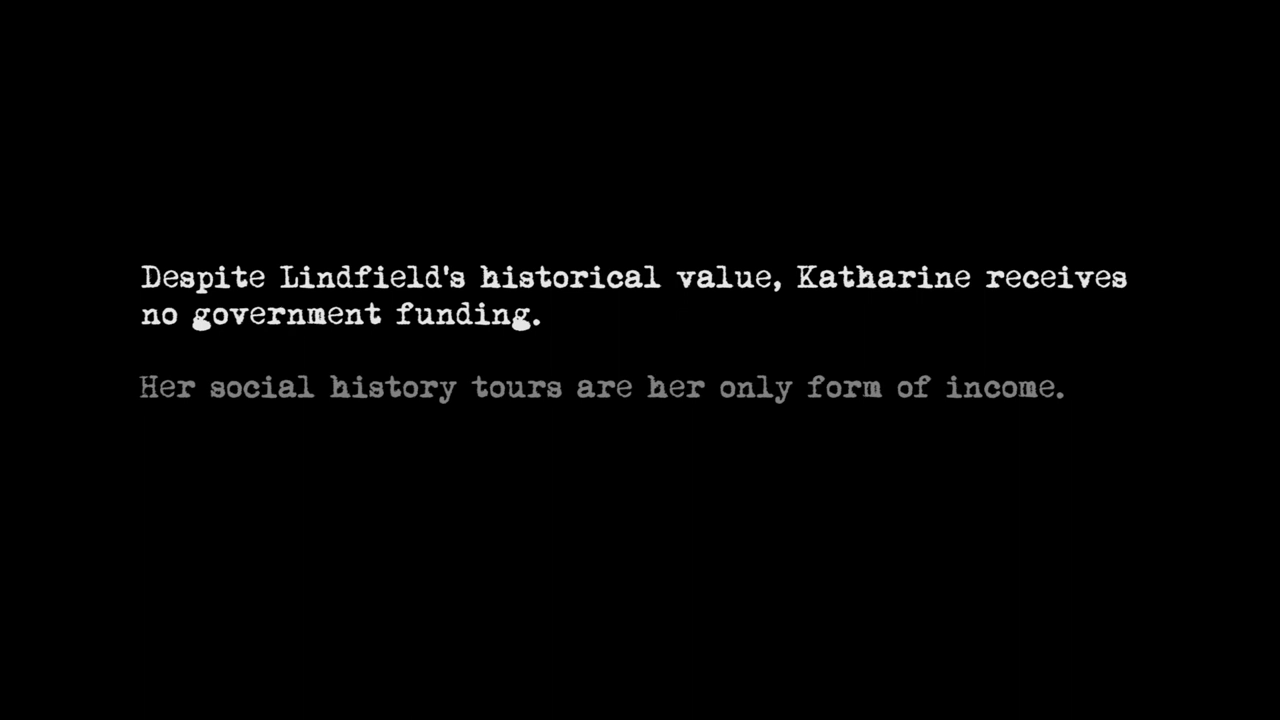 Despite Lindfield's historical value, Katharine receives
no government funding.
Her social history tours are her only form of income.